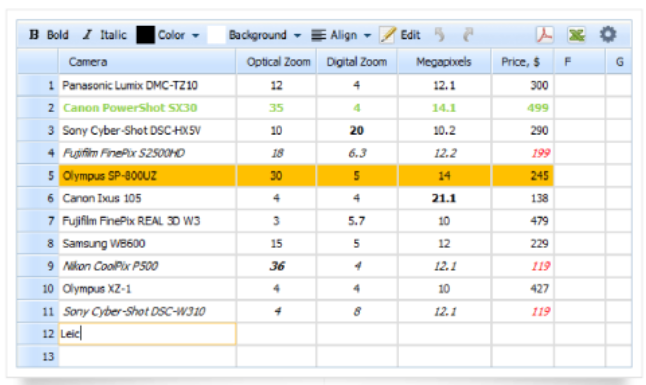 B Bold I Italic Color Background Align Edit
Camera Optical Zoom Digital Zoom Megapixels Price, $ F G
1 Panasonic Lumix DMC-TZ10 12 4 12.1 300
2 Canon PowerShot SX30 35 4 14.1 499
3 Sony Cyber-Shot DSC-HX5V 10 20 10.2 290
4 Fujifilm FinePix S2500HD 18 6.3 12.2 199
5 Olympus SP-800UZ 30 5 14 245
6 Canon Ixus 105 4 4 21.1 138
7 Fujifilm FinePix REAL 3D W3 3 5.7 10 479
8 Samsung WB600 15 5 12 229
9 Nikon CoolPix P500 36 4 12.1 119
10 Olympus XZ-1 4 4 10 427
11 Sony Cyber-Shot DSC-W310 4 8 12.1 119
12 Leic
13